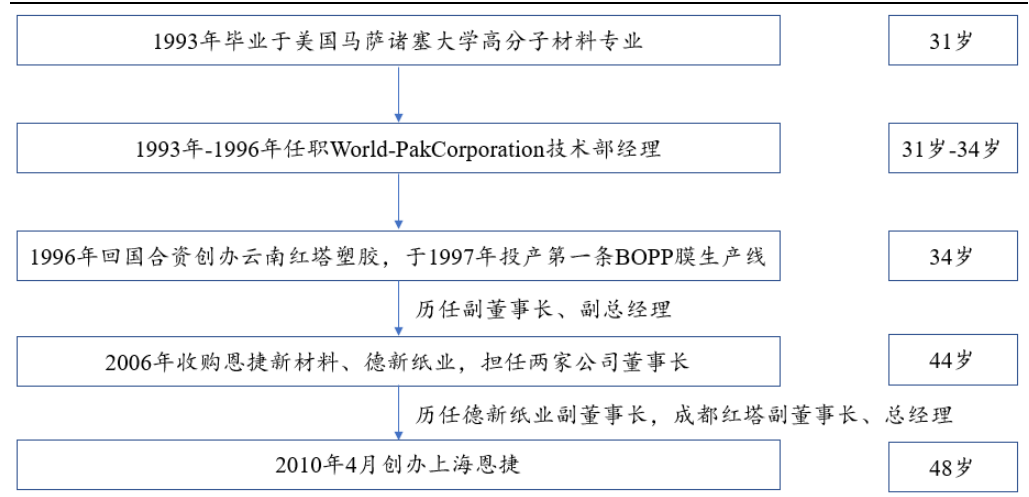 1993年毕业于美国马萨诸塞大学高分子材料专业
31岁
1993年-1996年任职World-PakCorporation技术部经理
31岁-34岁
1996年回国合资创办云南红塔塑胶，于1997年投产第一条BOPP膜生产线
34岁
历任副董事长、副总经理
2006年收购恩捷新材料、德新纸业，担任两家公司董事长
44岁
历任德新纸业副董事长，成都红塔副董事长、总经理
2010年4月创办上海恩捷
48岁